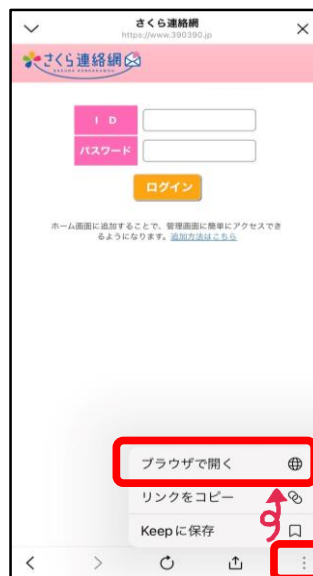 さくら連絡網
https://www.390390.jp
さくら連絡網
SAKURA RENRAKUMOU
ＩＤ
パスワード
ログイン
ホーム画面に追加することで、管理画面に簡単にアクセスでき
るようになります。追加方法はこちら
ブラウザで開く
リンクをコピー
Keepに保存